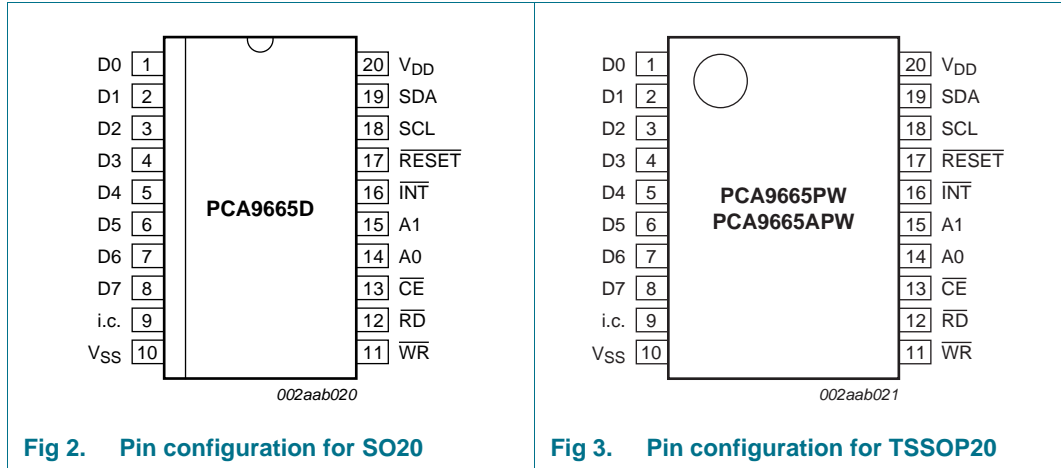 D0 1
D1 2
D2 3
D3 4
D4 5
D5 6
D6 7
D7 8
i.c. 9
VSS 10
PCA9665D
20 VDD
19 SDA
18 SCL
17 RESET
16 INT
15 A1
14 A0
13 CE
12 RD
11 WR
002aab020
Fig 2. Pin configuration for SO20
D0 1
D1 2
D2 3
D3 4
D4 5
D5 6
D6 7
D7 8
i.c. 9
VSS 10
PCA9665PW
PCA9665APW
20 VDD
19 SDA
18 SCL
17 RESET
16 INT
15 A1
14 A0
13 CE
12 RD
11 WR
002aab021
Fig 3. Pin configuration for TSSOP20